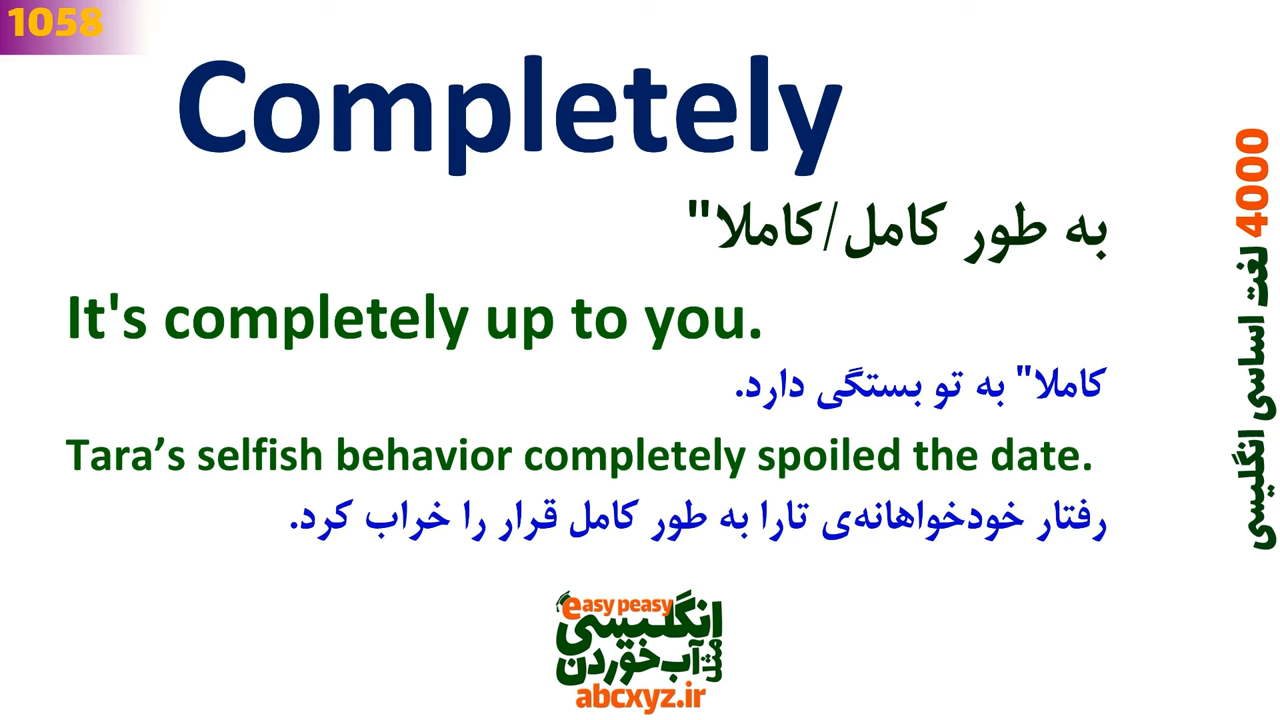 1058
Completely
به طور کامل/کاملا"
It's completely up to you.
کاملا" به تو بستگی دارد.
Tara’s selfish behavior completely spoiled the date.
رفتار خودخواهانه‌ی تارا به طور کامل قرار را خراب کرد.
4000 لغت اساسی انگلیسی
easy peasy
انگلیسی
مثل آب خوردن
abcxyz.ir